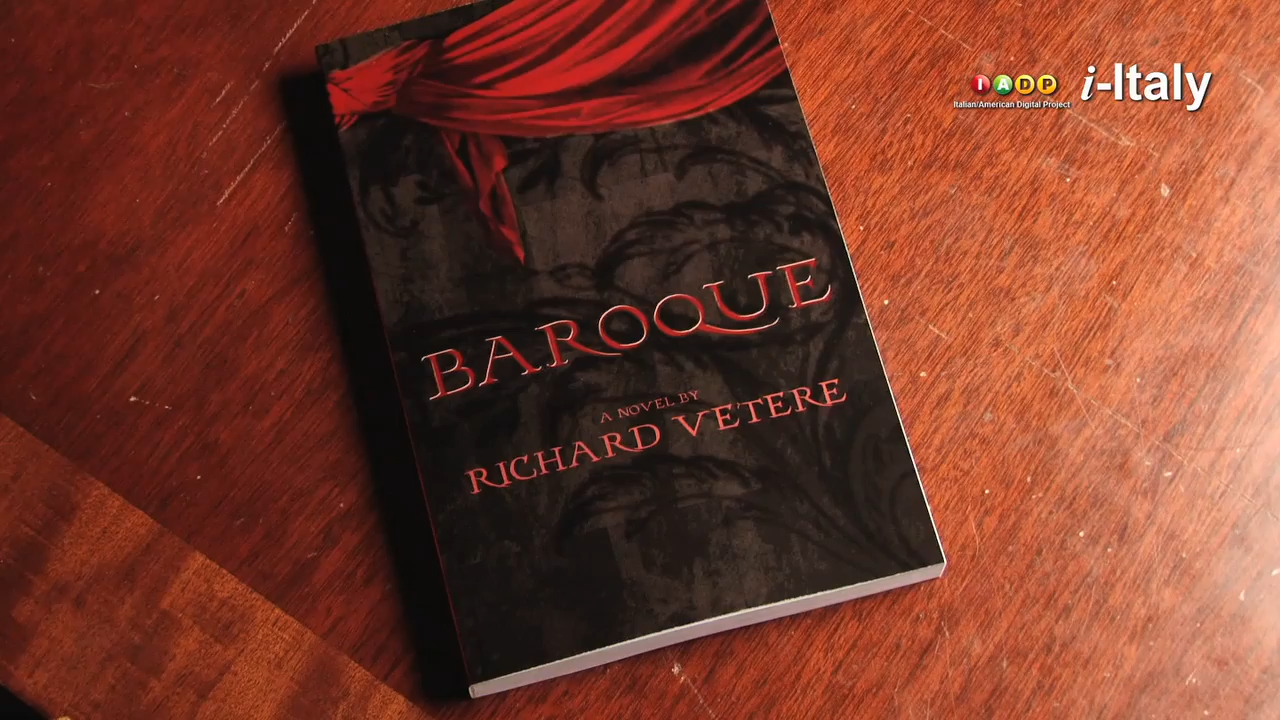 IADP
Italian/American Digital Project
i-Italy
BAROQUE
A NOVEL BY
RICHARD VETERE